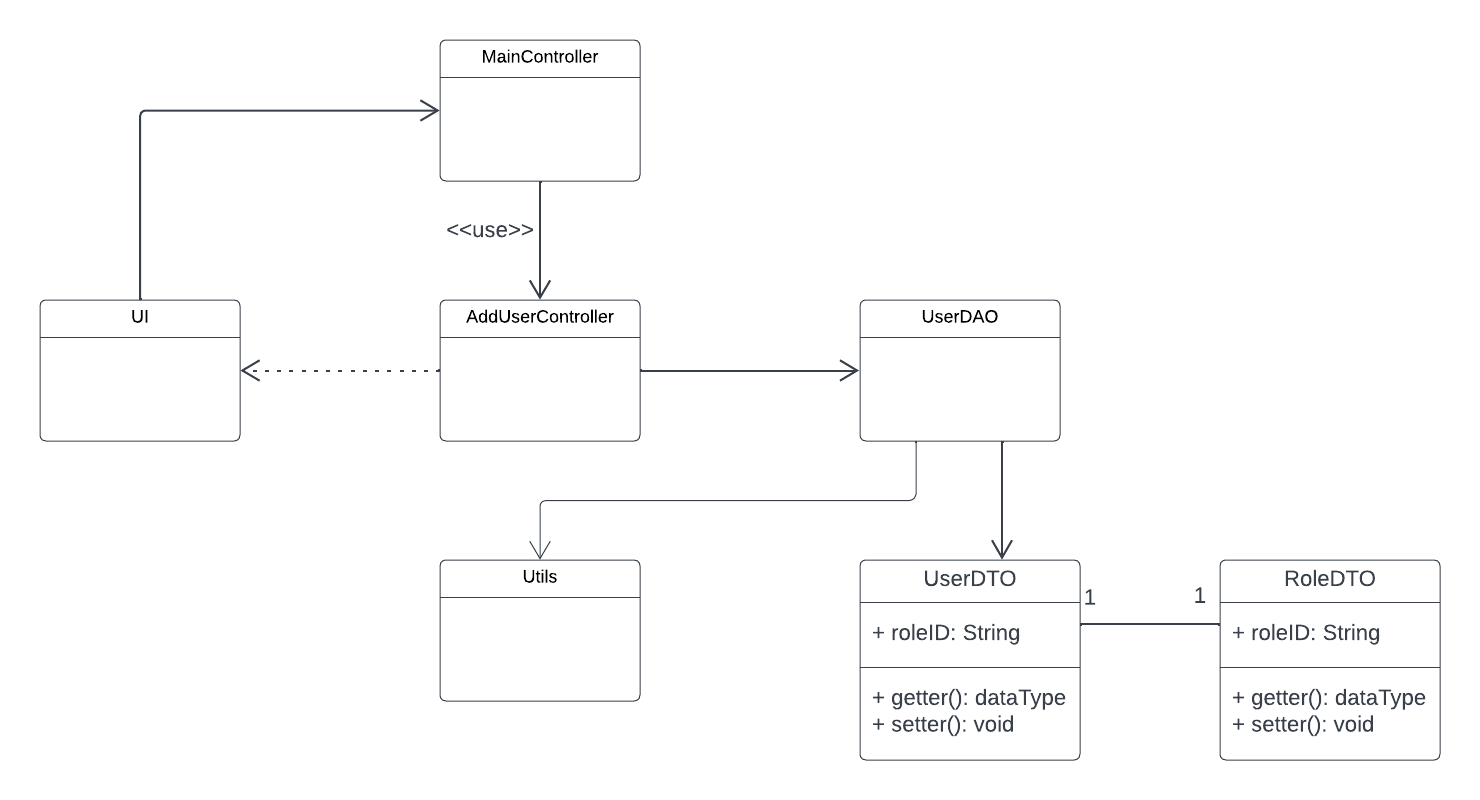 MainController
<<use>>
UI
AddUserController
UserDAO
Utils
UserDTO
+ roleID: String
+ getter(): dataType
+ setter(): void
1
1
RoleDTO
+ roleID: String
+ getter(): dataType
+ setter(): void